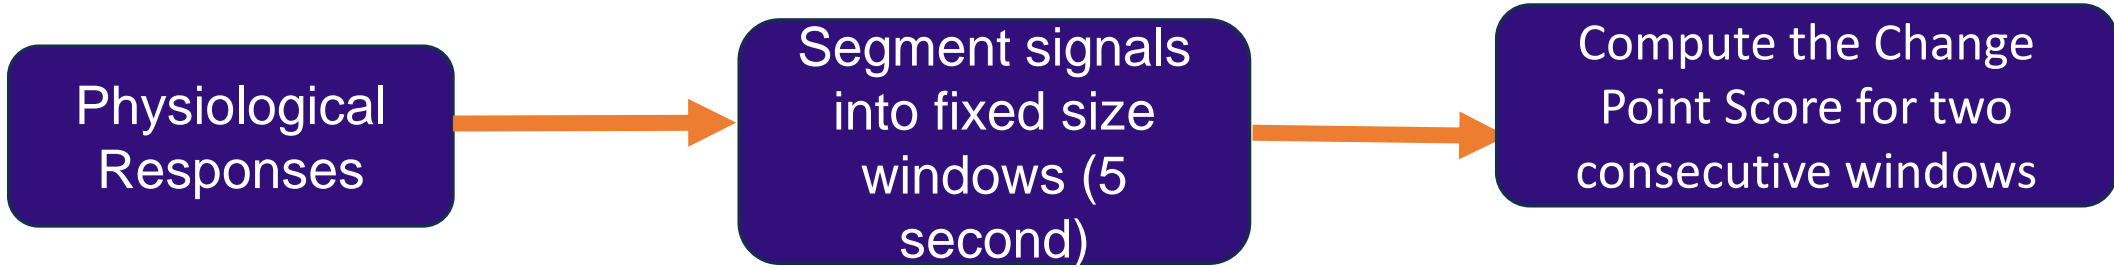 Physiological
Responses
Segment signals
into fixed size
windows (5
second)
Compute the Change
Point Score for two
consecutive windows